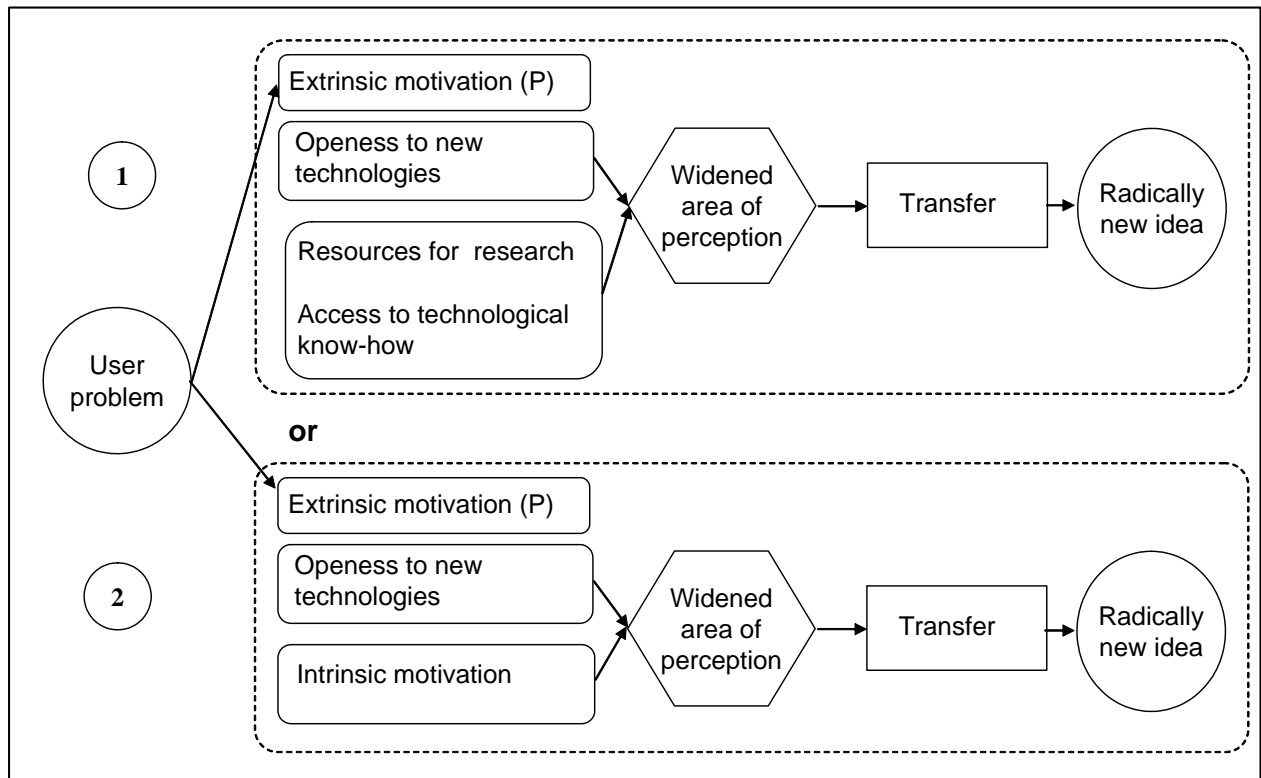 Extrinsic motivation (P)
Openess to new
technologies
1
Resources for research
Access to technological
know-how
Widened
area of
perception
Transfer
Radically
new idea
User
problem
or
Extrinsic motivation (P)
Openess to new
technologies
2
Intrinsic motivation
Widened
area of
perception
Transfer
Radically
new idea